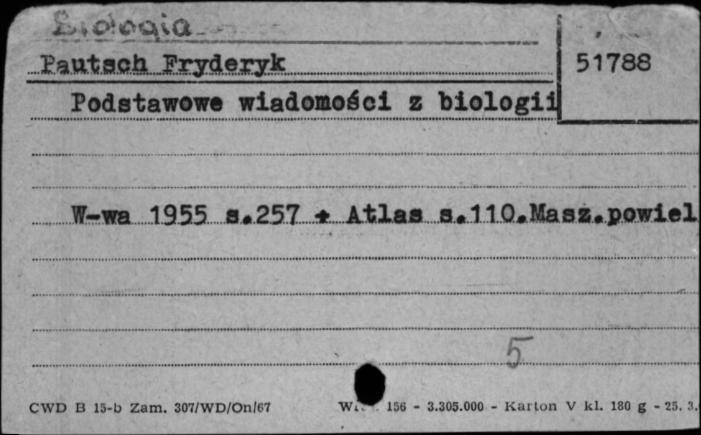 Biologia
Pautsch Fryderyk
51788
Podstawowe wiadomości z biologii
W-wa 1955 s.257 + Atlas s.110.Masz.powiel
5
CWD B 15-b Zam. 307/WD/On/67 156 - 3.305.000 - Karton V kl. 180 g - 25. 3.